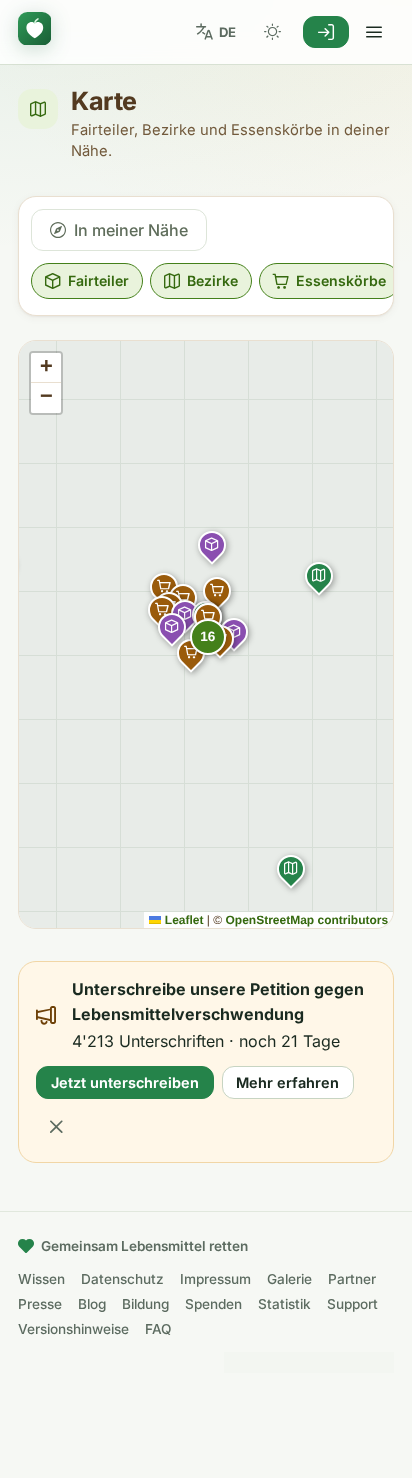 DE
Karte
Fairteiler, Bezirke und Essenskörbe in deiner
Nähe.
In meiner Nähe
Fairteiler Bezirke Essenskörbe
+
−
16
Leaflet | © OpenStreetMap contributors
Unterschreibe unsere Petition gegen
Lebensmittelverschwendung
4'213 Unterschriften · noch 21 Tage
Jetzt unterschreiben Mehr erfahren
Gemeinsam Lebensmittel retten
Wissen Datenschutz Impressum Galerie Partner
Presse Blog Bildung Spenden Statistik Support
Versionshinweise FAQ